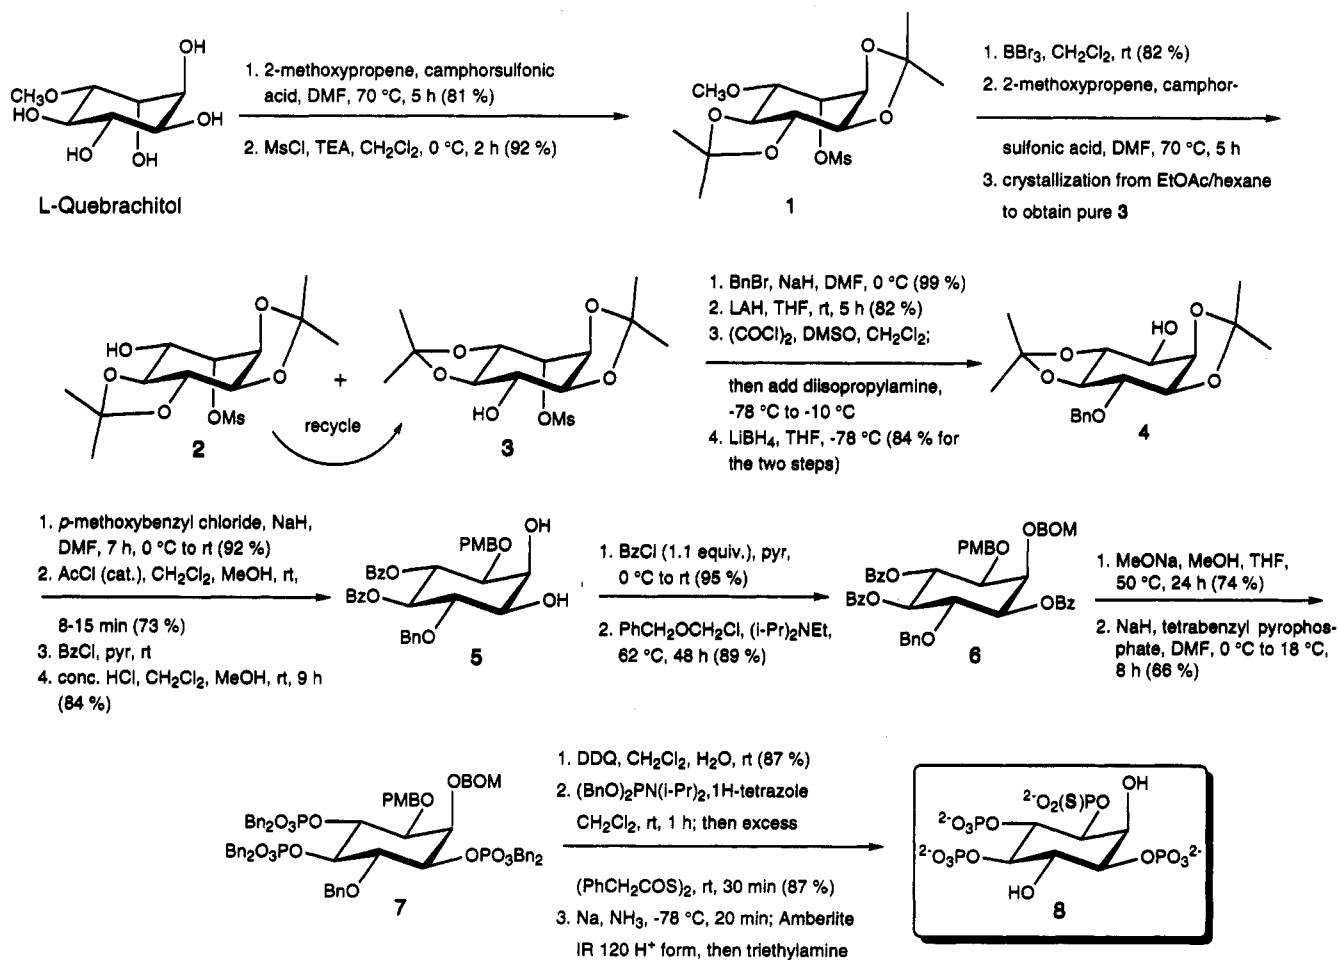 OH
CH₃O
HO
OH
HO
OH
L-Quebrachitol
1. 2-methoxypropene, camphorsulfonic
acid, DMF, 70 °C, 5 h (81 %)
2. MsCl, TEA, CH₂Cl₂, 0 °C, 2 h (92 %)
O
CH₃O
O
O
O
OMs
1
1. BBr₃, CH₂Cl₂, rt (82 %)
2. 2-methoxypropene, camphor-
sulfonic acid, DMF, 70 °C, 5 h
3. crystallization from EtOAc/hexane
to obtain pure 3
O
HO
O
O
O
OMs
2
+
recycle
O
O
O
O
HO
OMs
3
1. BnBr, NaH, DMF, 0 °C (99 %)
2. LAH, THF, rt, 5 h (82 %)
3. (COCl)₂, DMSO, CH₂Cl₂;
then add diisopropylamine,
-78 °C to -10 °C
4. LiBH₄, THF, -78 °C (84 % for
the two steps)
HO
O
O
O
O
BnO
4
1. p-methoxybenzyl chloride, NaH,
DMF, 7 h, 0 °C to rt (92 %)
2. AcCl (cat.), CH₂Cl₂, MeOH, rt,
8-15 min (73 %)
3. BzCl, pyr, rt
4. conc. HCl, CH₂Cl₂, MeOH, rt, 9 h
(84 %)
OH
PMBO
BzO
BzO
OH
BnO
5
1. BzCl (1.1 equiv.), pyr,
0 °C to rt (95 %)
2. PhCH₂OCH₂Cl, (i-Pr)₂NEt,
62 °C, 48 h (89 %)
OBOM
PMBO
BzO
BzO
OBz
BnO
6
1. MeONa, MeOH, THF,
50 °C, 24 h (74 %)
2. NaH, tetrabenzyl pyrophos-
phate, DMF, 0 °C to 18 °C,
8 h (66 %)
OBOM
PMBO
Bn₂O₃PO
Bn₂O₃PO
OPO₃Bn₂
BnO
7
1. DDQ, CH₂Cl₂, H₂O, rt (87 %)
2. (BnO)₂PN(i-Pr)₂,1H-tetrazole
CH₂Cl₂, rt, 1 h; then excess
(PhCH₂COS)₂, rt, 30 min (87 %)
3. Na, NH₃, -78 °C, 20 min; Amberlite
IR 120 H⁺ form, then triethylamine
OH
²⁻O₂(S)PO
²⁻O₃PO
²⁻O₃PO
OPO₃²⁻
HO
8